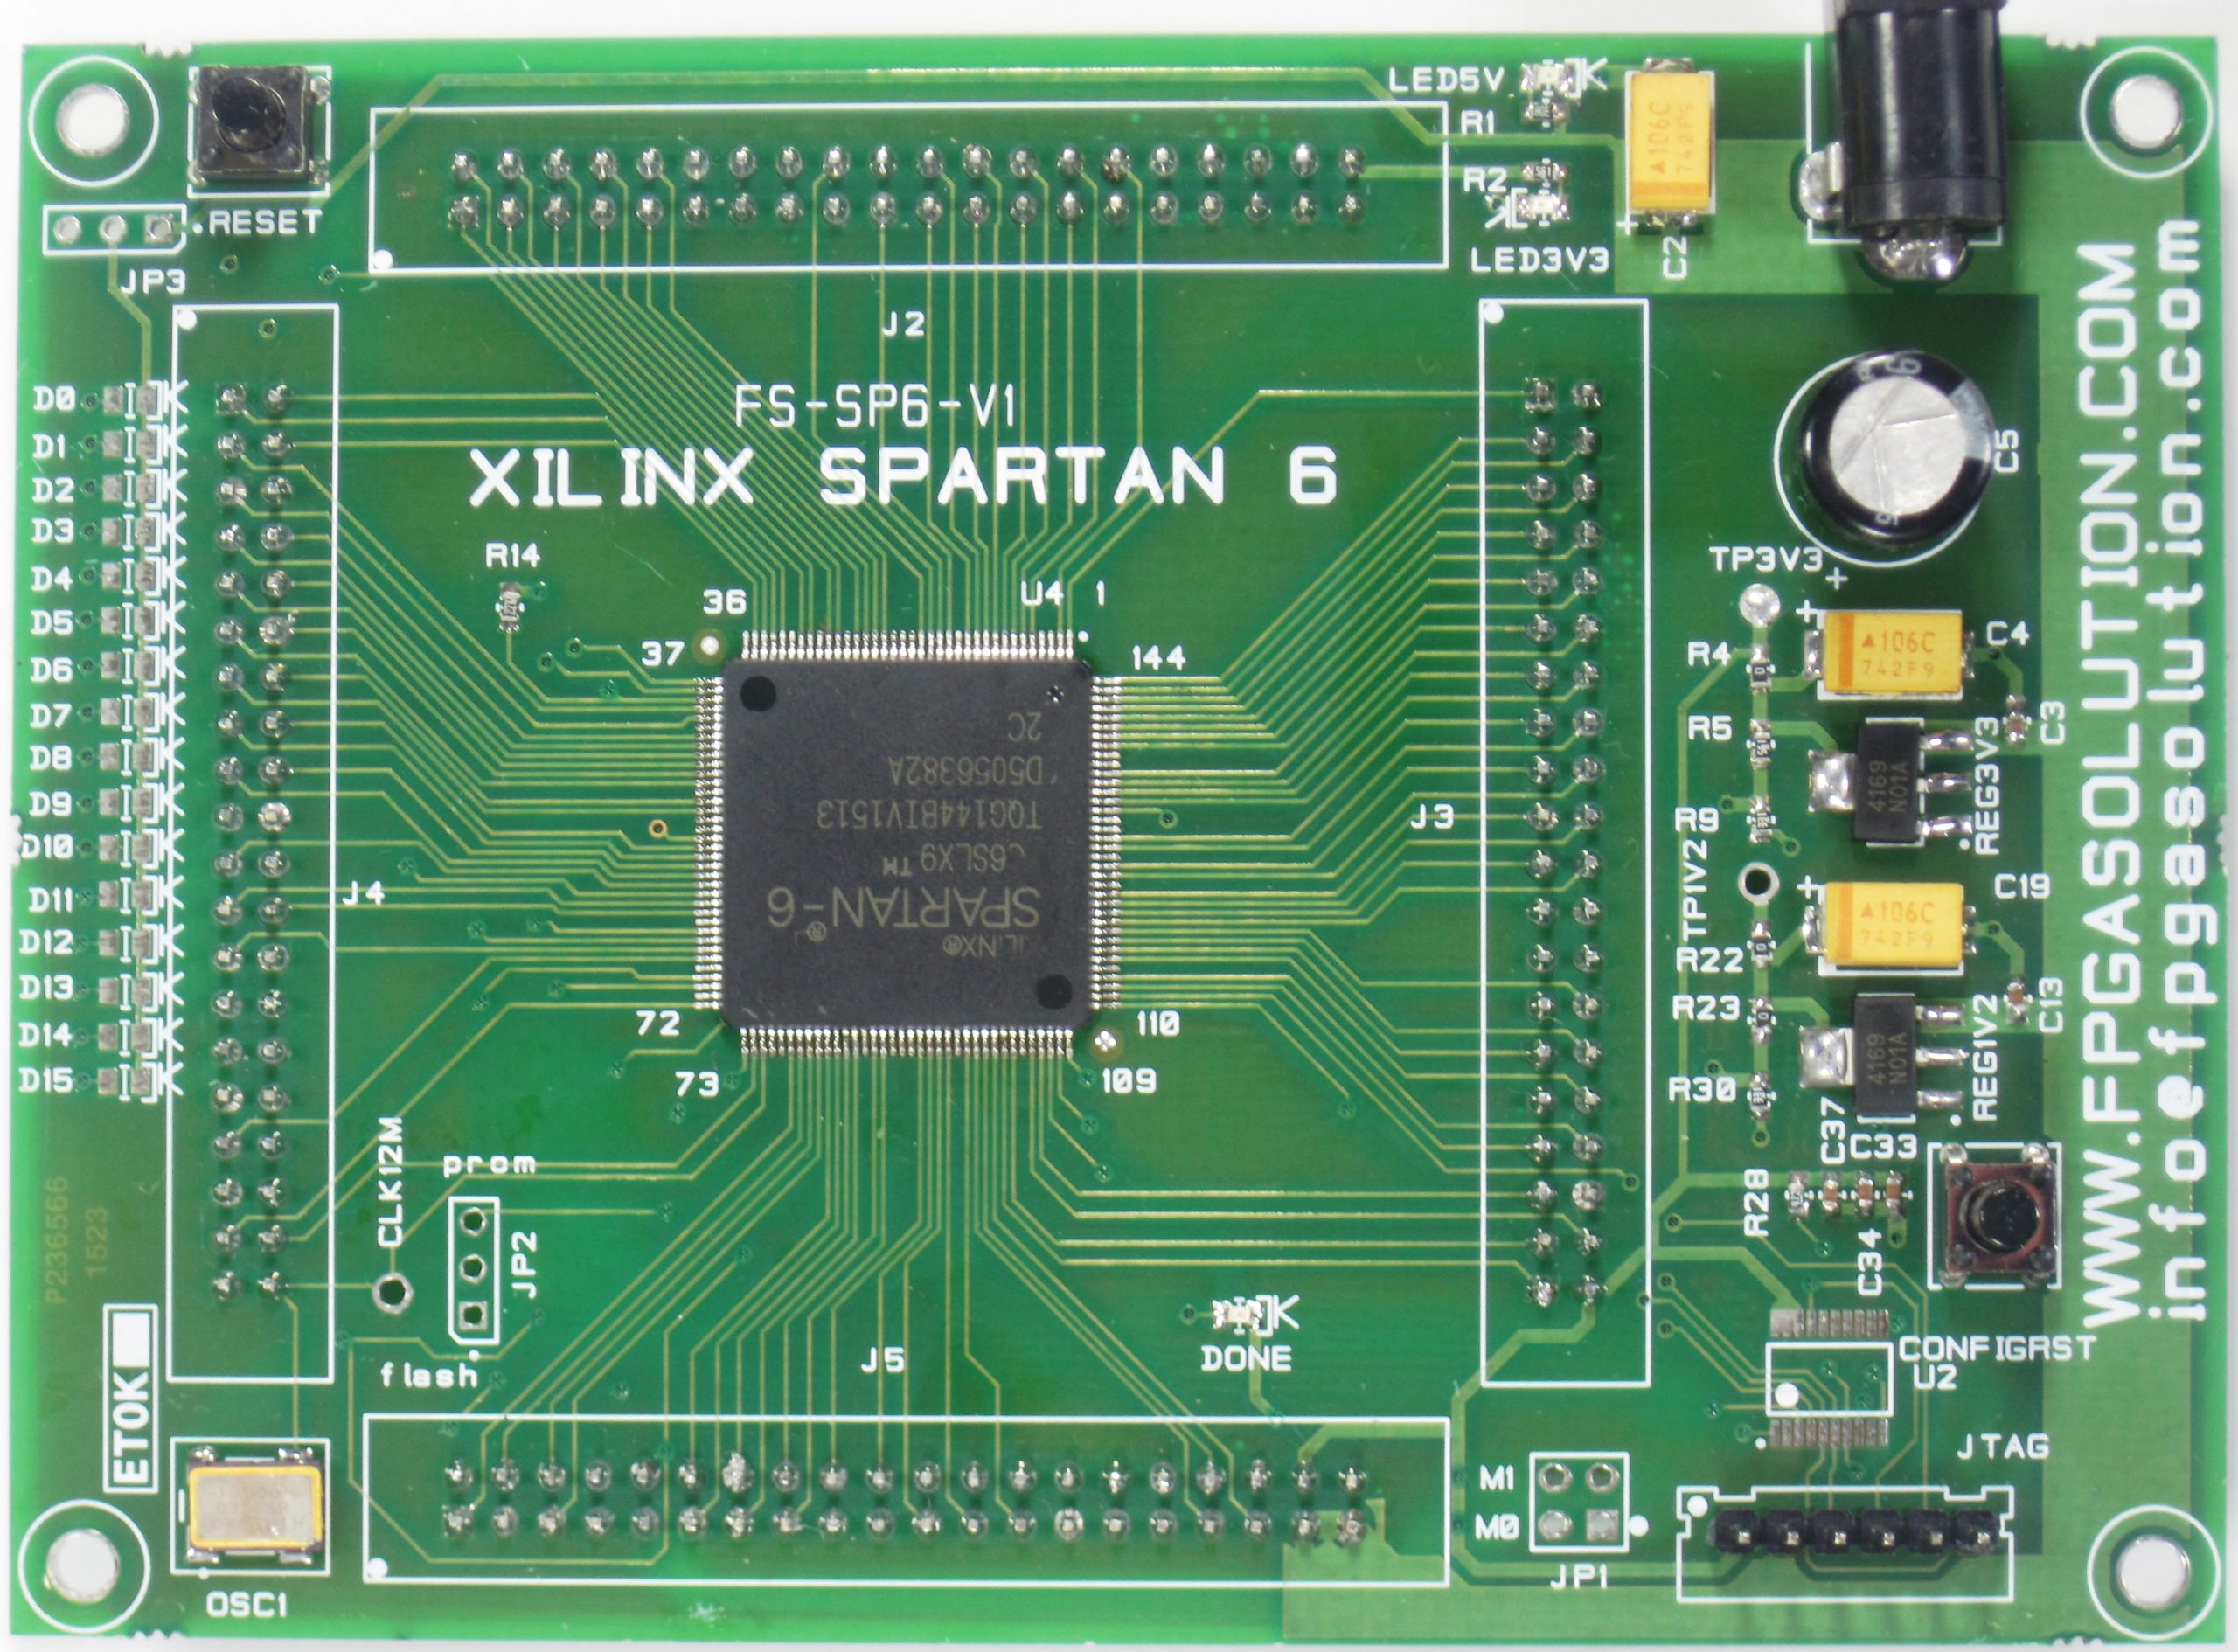 LED5V
R1
106C
742F9
R2
C2
RESET
LED3V3
JP3
J2
D0
D1
D2
D3
D4
D5
D6
D7
D8
D9
D10
D11
D12
D13
D14
D15
FS-SP6-V1
XILINX SPARTAN 6
R14
36
U4 1
37
144
72
110
73
109
2C
D5056382A
TQG144BIV1513
6SLX9™
SPARTAN-6®
J3
J4
C5
TP3V3
+
+
R4
106C
742F9
C4
R5
C3
4169
N01A
REG3V3
R9
TP1V2
+
106C
742F9
C19
R22
R23
C13
4169
N01A
REG1V2
R30
C37
C33
R28
C34
WWW.FPGASOLUTION.COM
info@fpgasolution.com
P236566
1523
CLK12M
prom
JP2
flash
J5
DONE
CONFIGRST
U2
ETOK
JTAG
M1
M0
JP1
OSC1